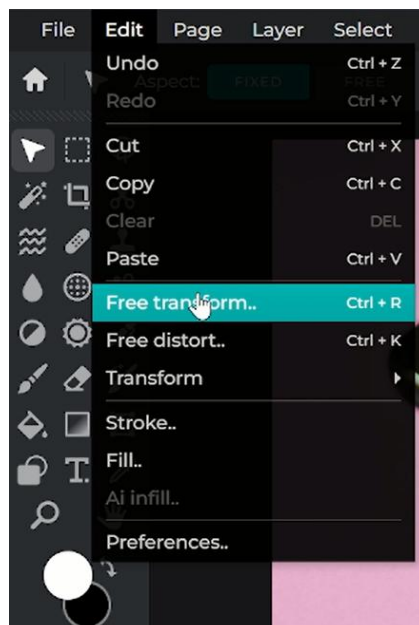 File Edit Page Layer Select
Undo Ctrl + Z
Aspect: FIXED FREE
Redo Ctrl + Y
Cut Ctrl + X
Copy Ctrl + C
Clear DEL
Paste Ctrl + V
Free transform.. Ctrl + R
Free distort.. Ctrl + K
Transform
Stroke..
Fill..
T.
Ai infill..
Preferences..